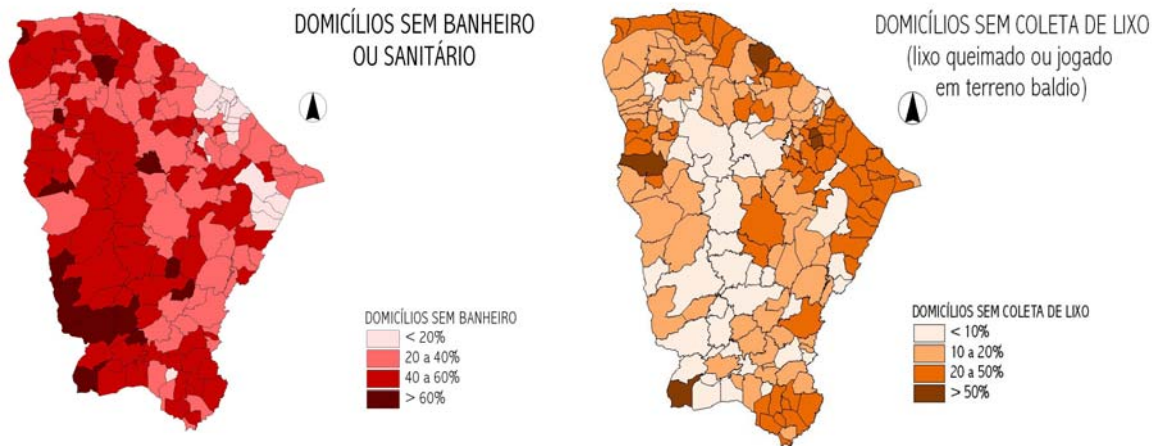 DOMICÍLIOS SEM BANHEIRO
OU SANITÁRIO
DOMICÍLIOS SEM BANHEIRO
< 20%
20 a 40%
40 a 60%
> 60%
DOMICÍLIOS SEM COLETA DE LIXO
(lixo queimado ou jogado
em terreno baldio)
DOMICÍLIOS SEM COLETA DE LIXO
< 10%
10 a 20%
20 a 50%
> 50%